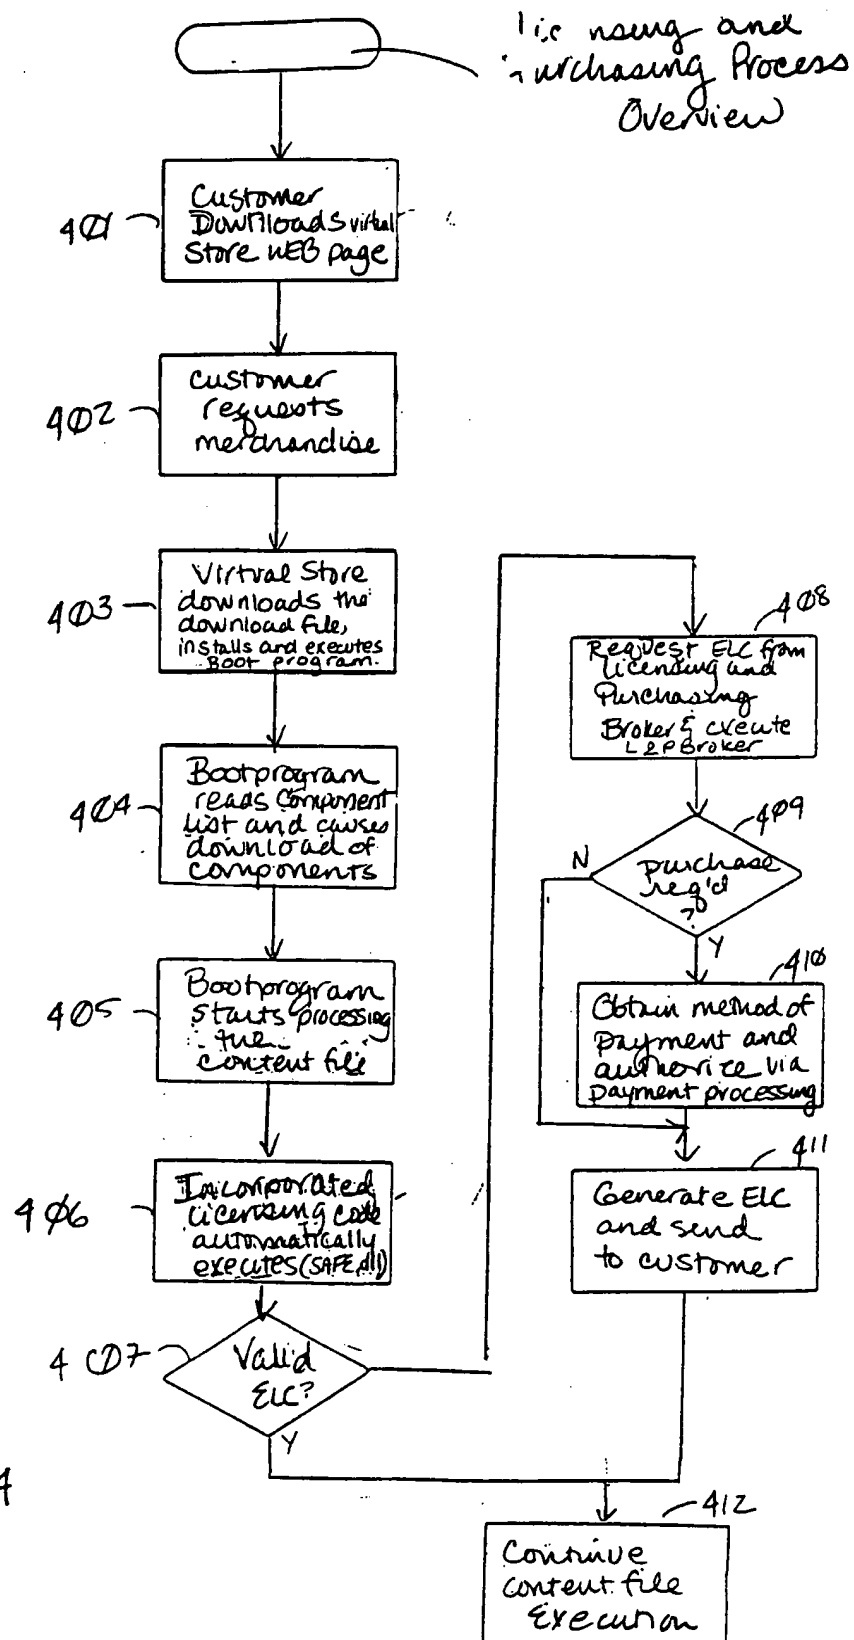 nsing and
Purchasing Process
Overview
401
Customer
Downloads virtual
Store WEB page
402
Customer
requests
merchandise
403
Virtual Store
downloads the
download file,
installs and executes
Boot program.
404
Bootprogram
reads Component
list and causes
download of
components
405
Bootprogram
starts processing
the
content file
406
Incorporated
licensing code
automatically
executes (SAFE.dll)
407
Valid
ELC?
Y
408
Request ELC from
licensing and
Purchasing
Broker & execute
L&P Broker
409
purchase
req'd
?
N
Y
410
Obtain method of
payment and
authorize via
payment processing
411
Generate ELC
and send
to customer
4
412
Continue
content file
Execution